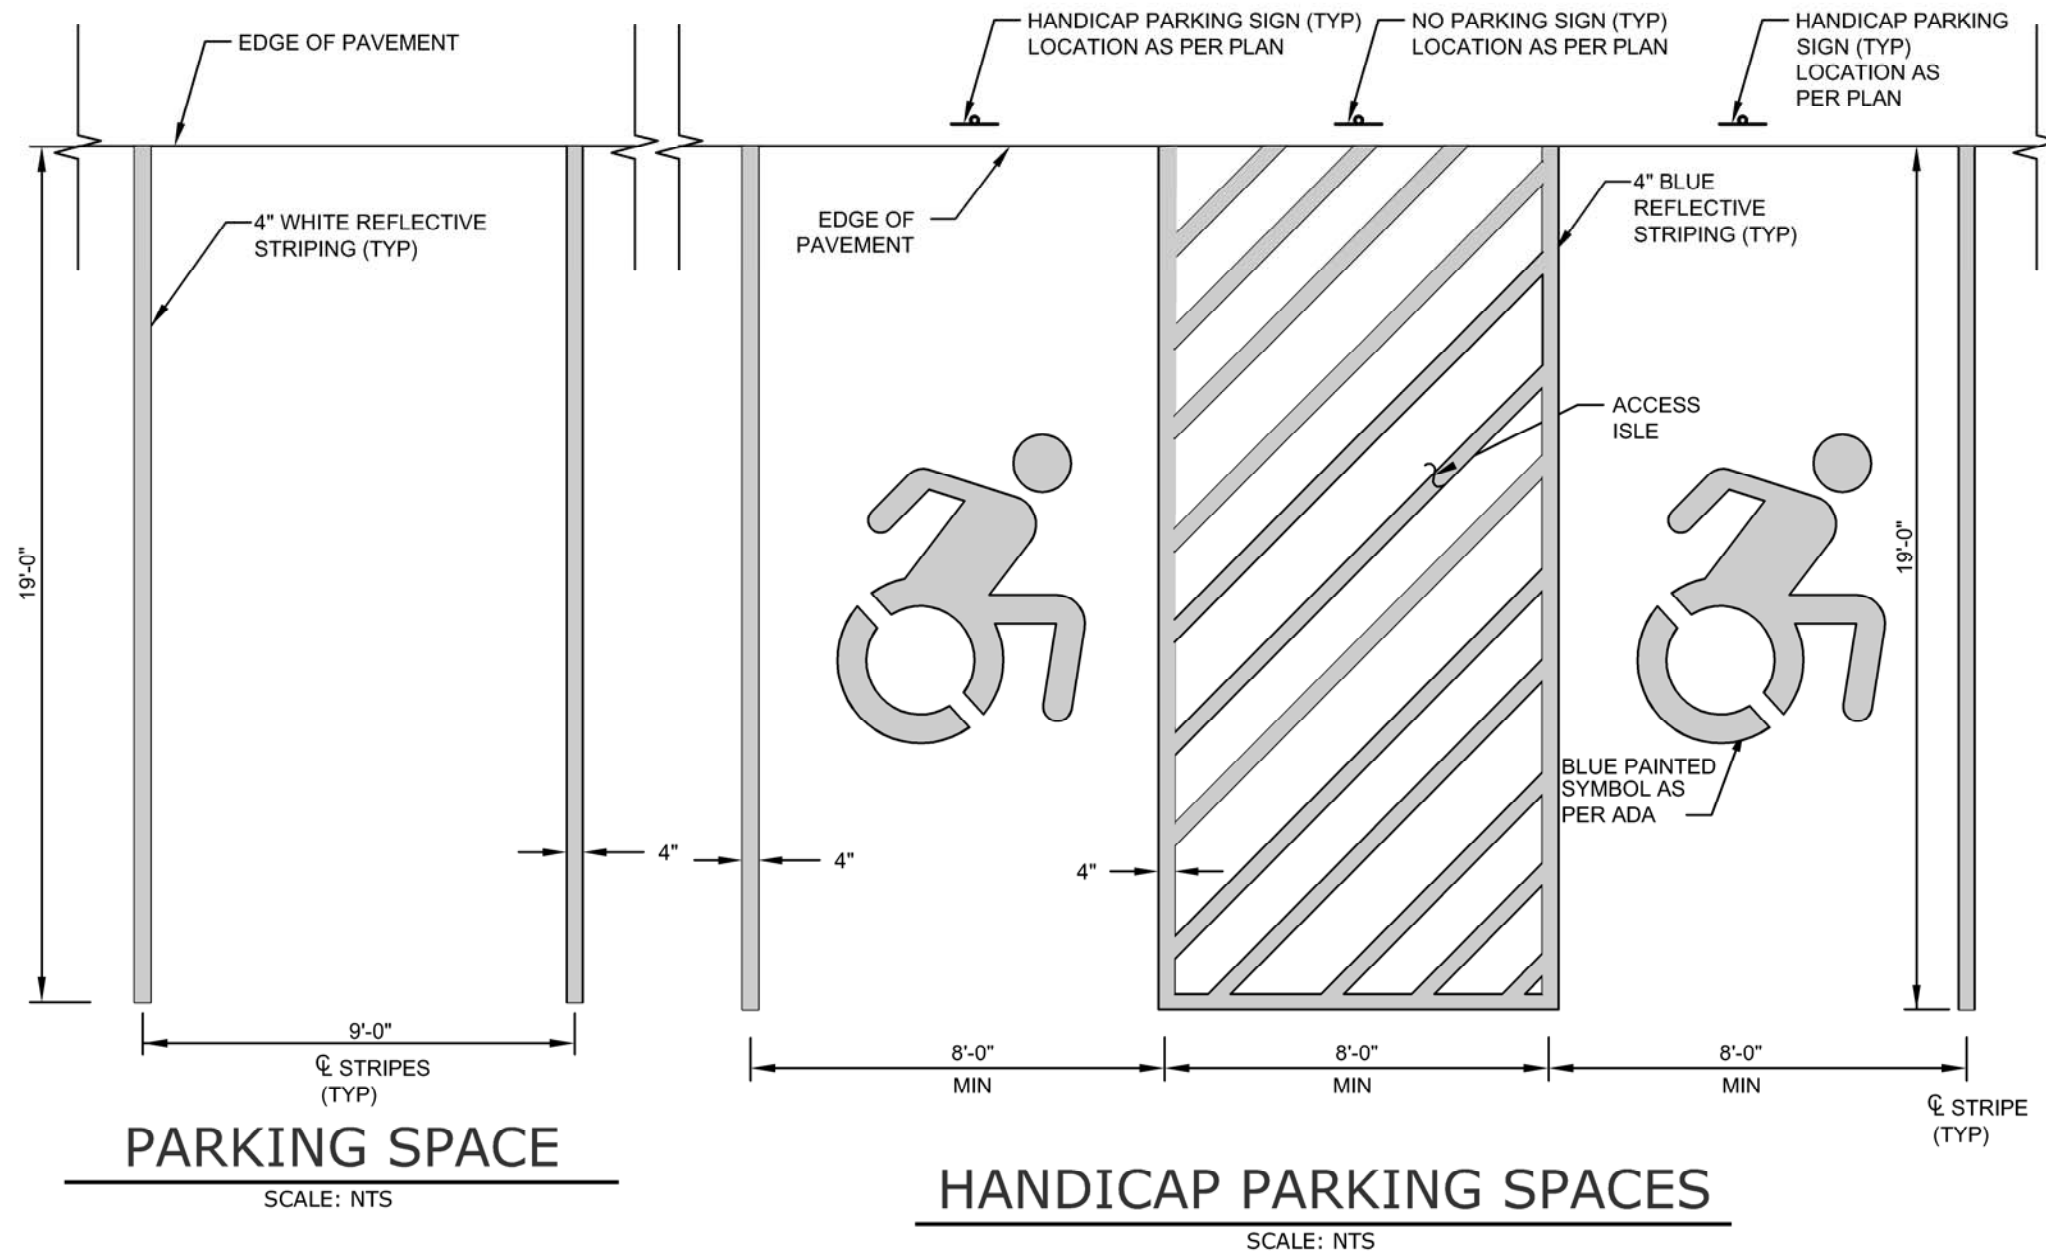 EDGE OF PAVEMENT
HANDICAP PARKING SIGN (TYP)
LOCATION AS PER PLAN
NO PARKING SIGN (TYP)
LOCATION AS PER PLAN
HANDICAP PARKING
SIGN (TYP)
LOCATION AS
PER PLAN
4" WHITE REFLECTIVE
STRIPING (TYP)
EDGE OF
PAVEMENT
4" BLUE
REFLECTIVE
STRIPING (TYP)
ACCESS
ISLE
19'-0"
19'-0"
BLUE PAINTED
SYMBOL AS
PER ADA
4"
4"
4"
9'-0"
℄ STRIPES
(TYP)
8'-0"
MIN
8'-0"
MIN
8'-0"
MIN
℄ STRIPE
(TYP)
PARKING SPACE
SCALE: NTS
HANDICAP PARKING SPACES
SCALE: NTS